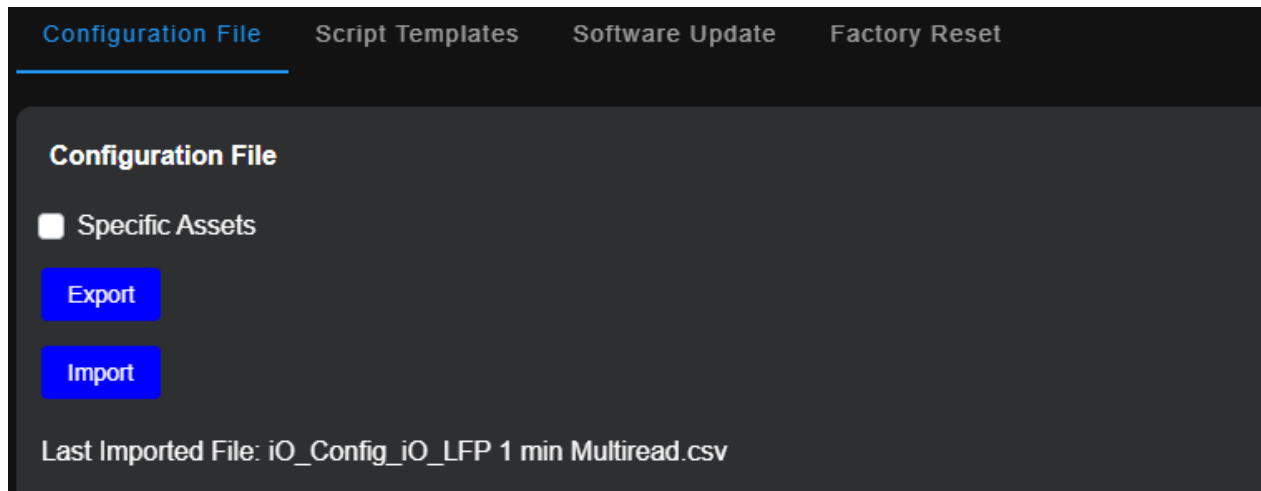 Configuration File Script Templates Software Update Factory Reset
Configuration File
Specific Assets
Export
Import
Last Imported File: iO_Config_iO_LFP 1 min Multiread.csv